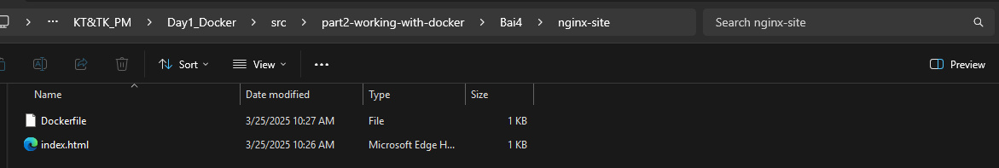 ··· KT&TK_PM > Day1_Docker > src > part2-working-with-docker > Bai4 > nginx-site Search nginx-site
Sort View ··· Preview
Name Date modified Type Size
Dockerfile 3/25/2025 10:27 AM File 1 KB
index.html 3/25/2025 10:26 AM Microsoft Edge H... 1 KB